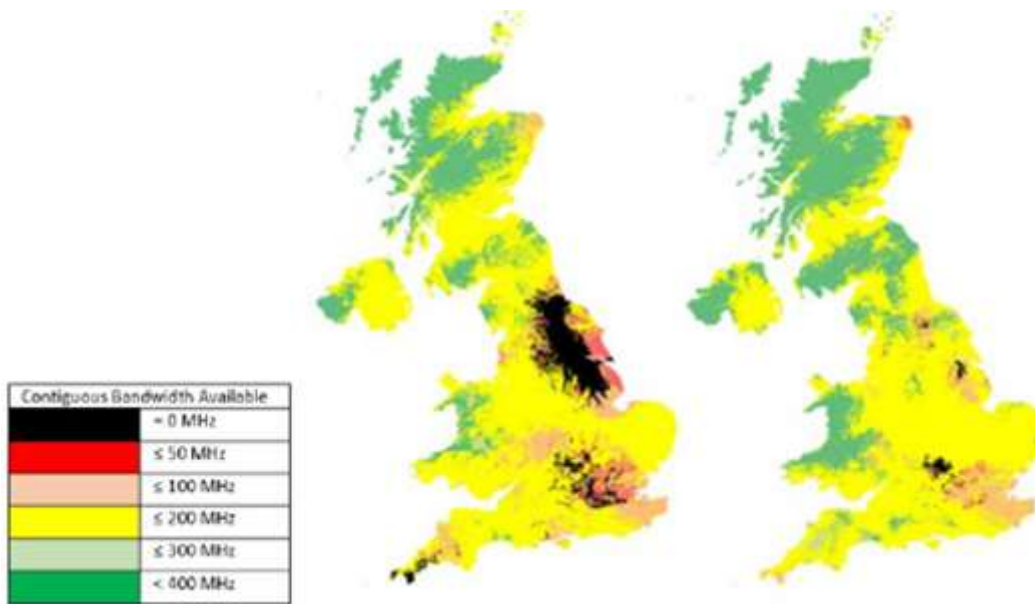 Contiguous Bandwidth Available
= 0 MHz
≤ 50 MHz
≤ 100 MHz
≤ 200 MHz
≤ 300 MHz
< 400 MHz